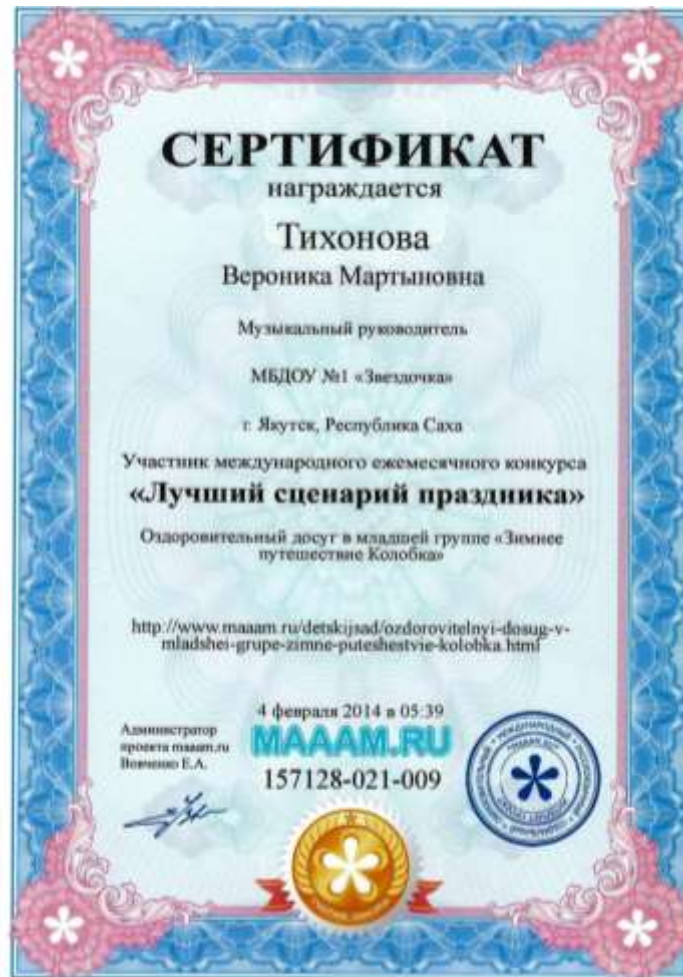 СЕРТИФИКАТ
награждается
Тихонова
Вероника Мартыновна
Музыкальный руководитель
МБДОУ №1 «Звездочка»
г. Якутск, Республика Саха
Участник международного ежемесячного конкурса
«Лучший сценарий праздника»
Оздоровительный досуг в младшей группе «Зимнее
путешествие Колобка»
http://www.maaam.ru/detskijsad/ozdorovitelnyi-dosug-v-
mladshei-grupe-zimne-puteshestvie-kolobka.html
4 февраля 2014 в 05:39
Администратор
проекта maaam.ru
Вовченко Е.А.
MAAAM.RU
157128-021-009